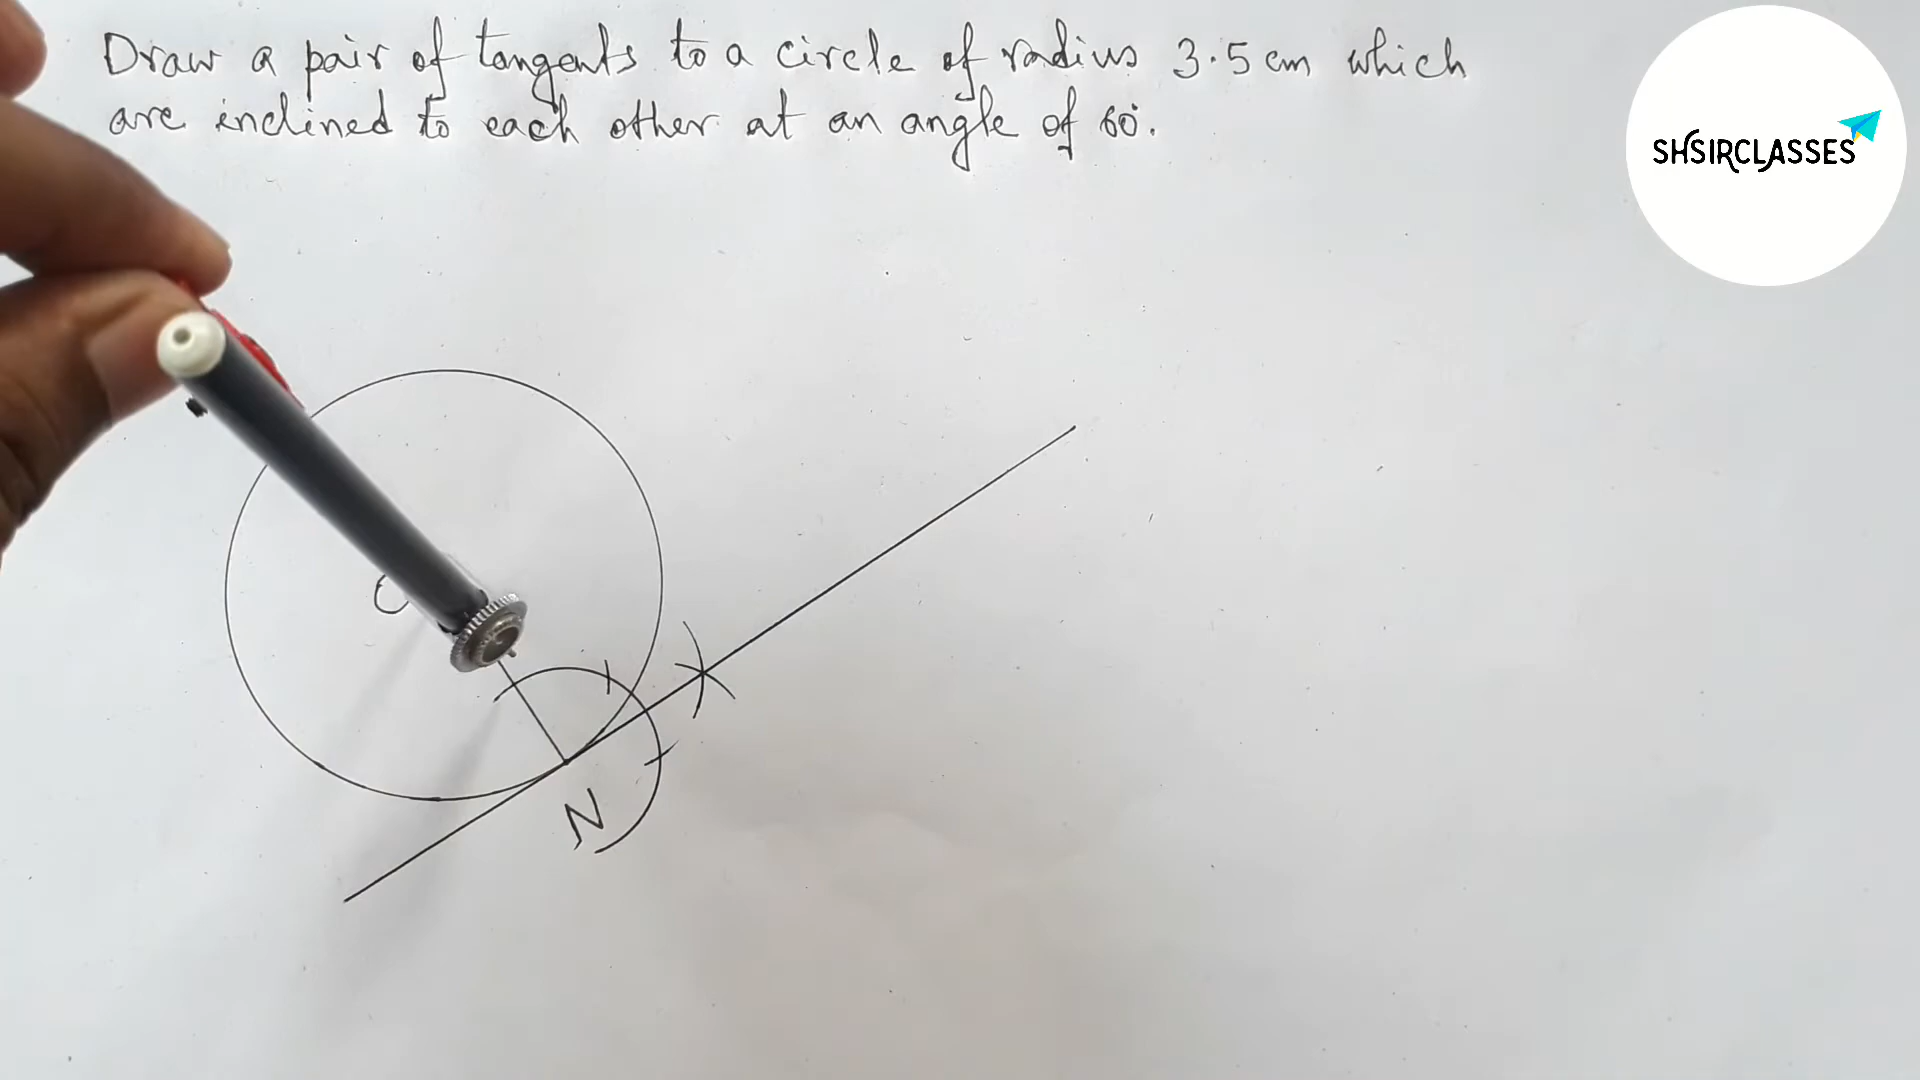 Draw a pair of tangents to a circle of radius 3.5 cm which
are inclined to each other at an angle of 60°.
SHSIRCLASSES
O
N